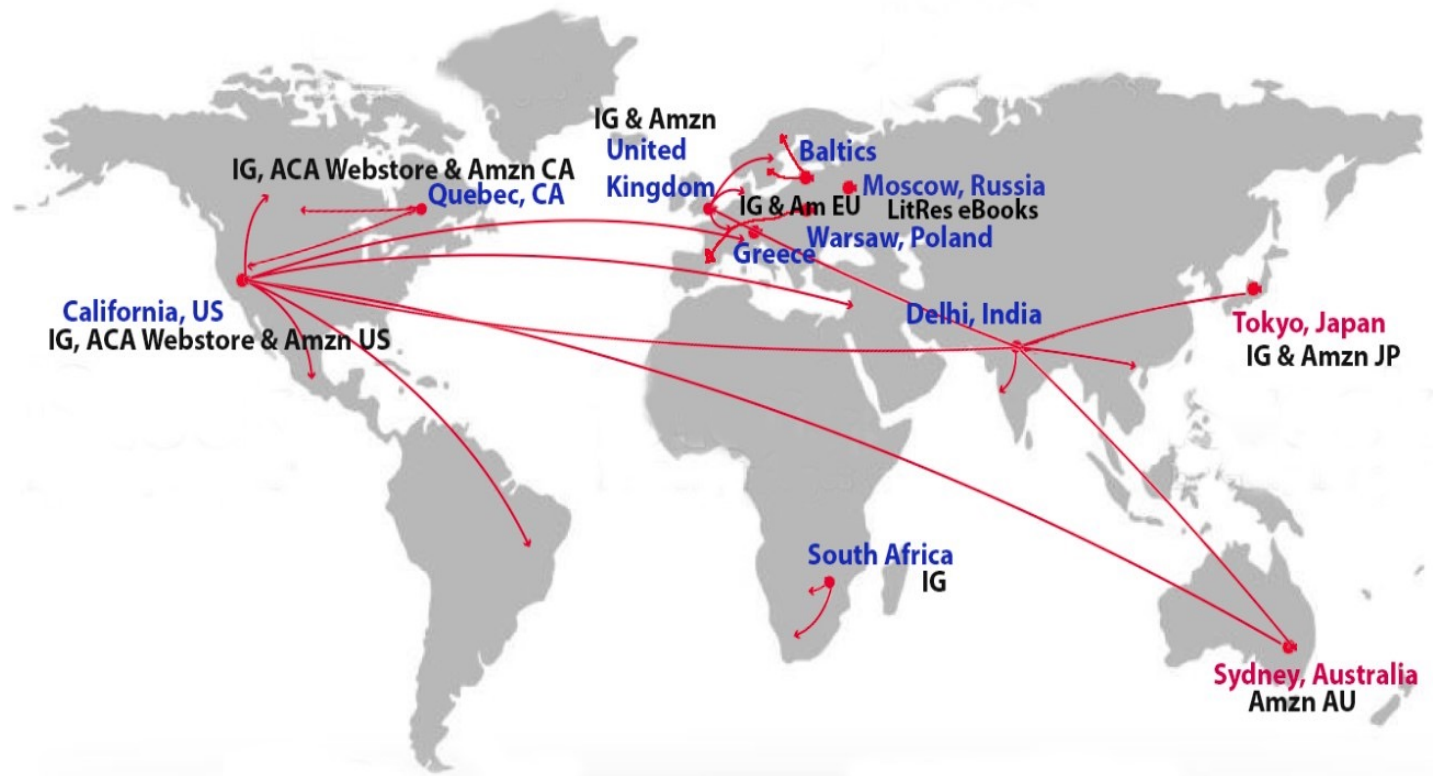 IG & Amzn
United
Kingdom
Baltics
IG, ACA Webstore & Amzn CA
Quebec, CA
Moscow, Russia
LitRes eBooks
IG & Am EU
Warsaw, Poland
Greece
California, US
IG, ACA Webstore & Amzn US
Delhi, India
Tokyo, Japan
IG & Amzn JP
South Africa
IG
Sydney, Australia
Amzn AU